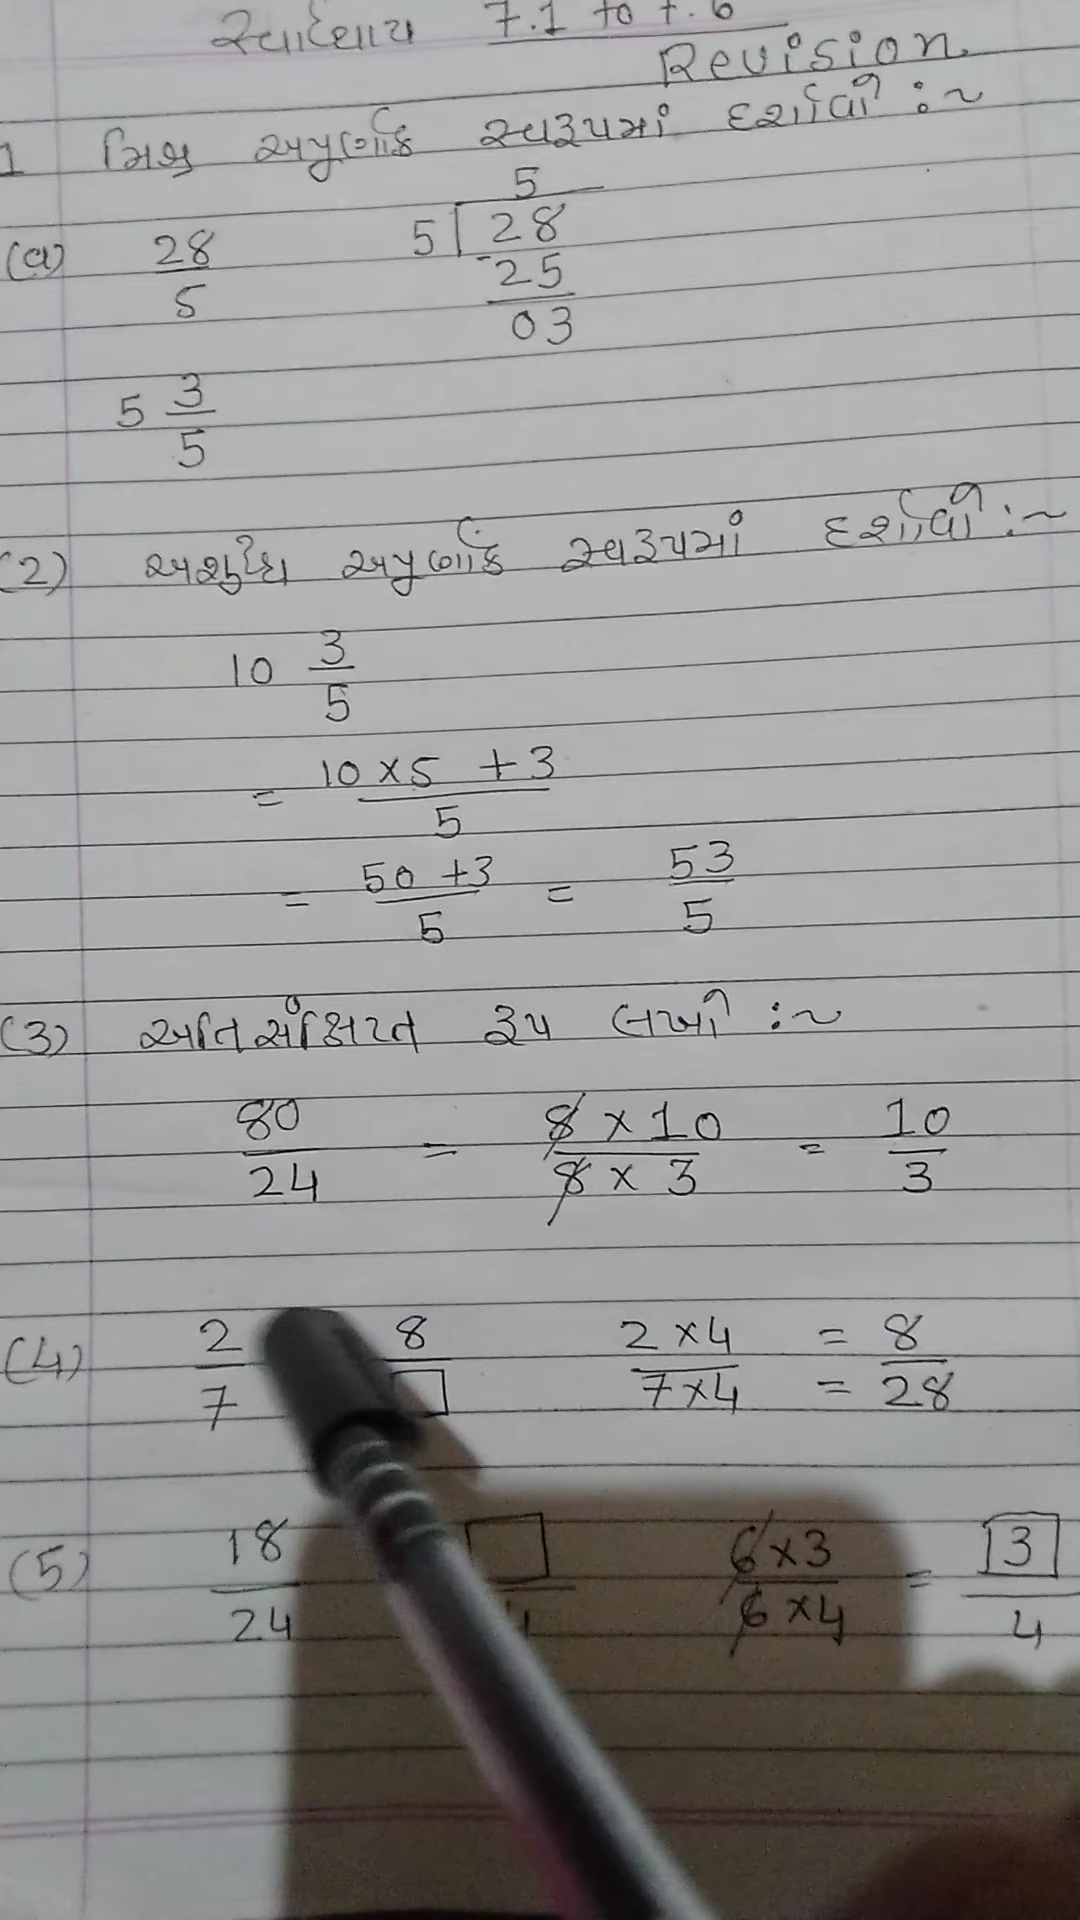 સ્વાધ્યાય 7.1 to 7.6
Revision
1 મિશ્ર અપૂર્ણાંક સ્વરૂપમાં દર્શાવો :~
(a) 28/5 5)28 5
-25
03
5 3/5
(2) અશુદ્ધ અપૂર્ણાંક સ્વરૂપમાં દર્શાવો :~
10 3/5
= 10 × 5 + 3 / 5
= 50 + 3 / 5 = 53/5
(3) અતિસંક્ષિપ્ત રૂપ લખો :~
80/24 = 8 × 10 / 8 × 3 = 10/3
(4) 2/7 8/□ 2 × 4 / 7 × 4 = 8 / = 28
(5) 18/24 □/4 6 × 3 / 6 × 4 = 3/4